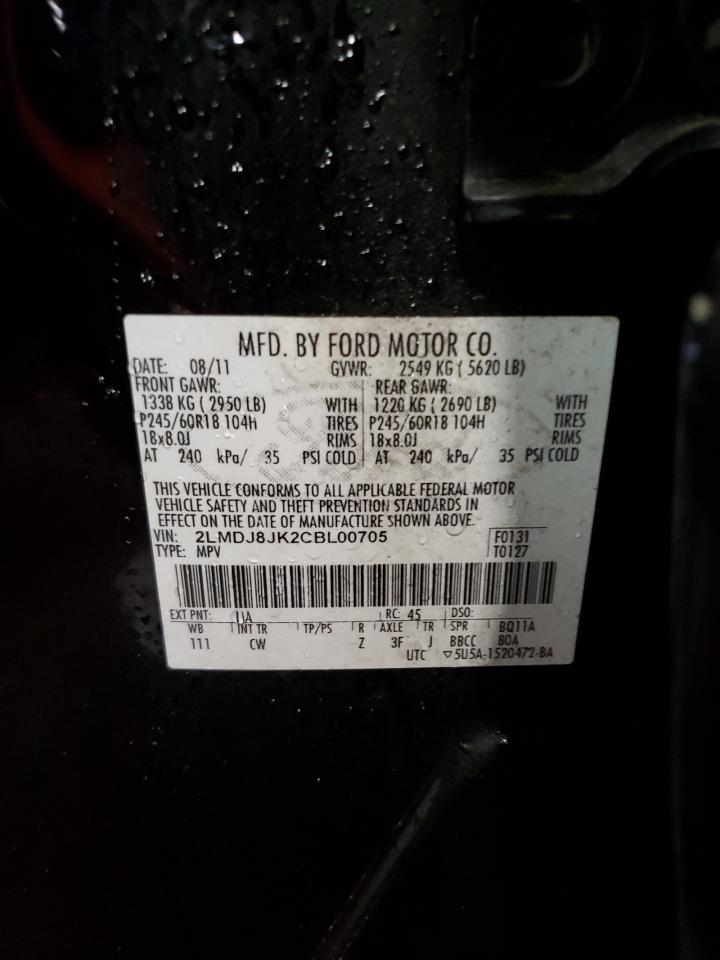 MFD. BY FORD MOTOR CO.
DATE: 08/11 GVWR: 2549 KG ( 5620 LB)
FRONT GAWR: REAR GAWR:
1338 KG ( 2950 LB) WITH 1220 KG ( 2690 LB) WITH
P245/60R18 104H TIRES P245/60R18 104H TIRES
18x8.0J RIMS 18x8.0J RIMS
AT 240 kPa/ 35 PSI COLD AT 240 kPa/ 35 PSI COLD
THIS VEHICLE CONFORMS TO ALL APPLICABLE FEDERAL MOTOR
VEHICLE SAFETY AND THEFT PREVENTION STANDARDS IN
EFFECT ON THE DATE OF MANUFACTURE SHOWN ABOVE.
VIN: 2LMDJ8JK2CBL00705 F0131
TYPE: MPV T0127
EXT PNT: UA RC: 45 DSO:
WB INT TR TP/PS R AXLE TR SPR BQ11A
111 CW Z 3F J BBCC 80A
UTC ▽5U5A-1520472-BA